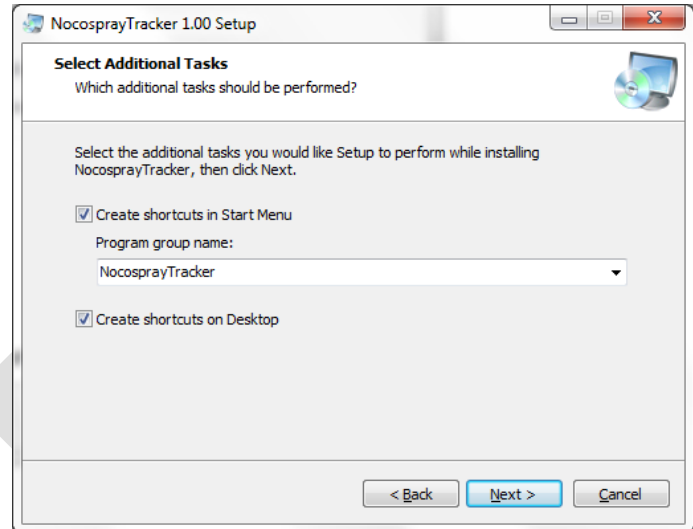 NocosprayTracker 1.00 Setup
Select Additional Tasks
Which additional tasks should be performed?
Select the additional tasks you would like Setup to perform while installing
NocosprayTracker, then click Next.
Create shortcuts in Start Menu
Program group name:
NocosprayTracker
Create shortcuts on Desktop
< Back
Next >
Cancel